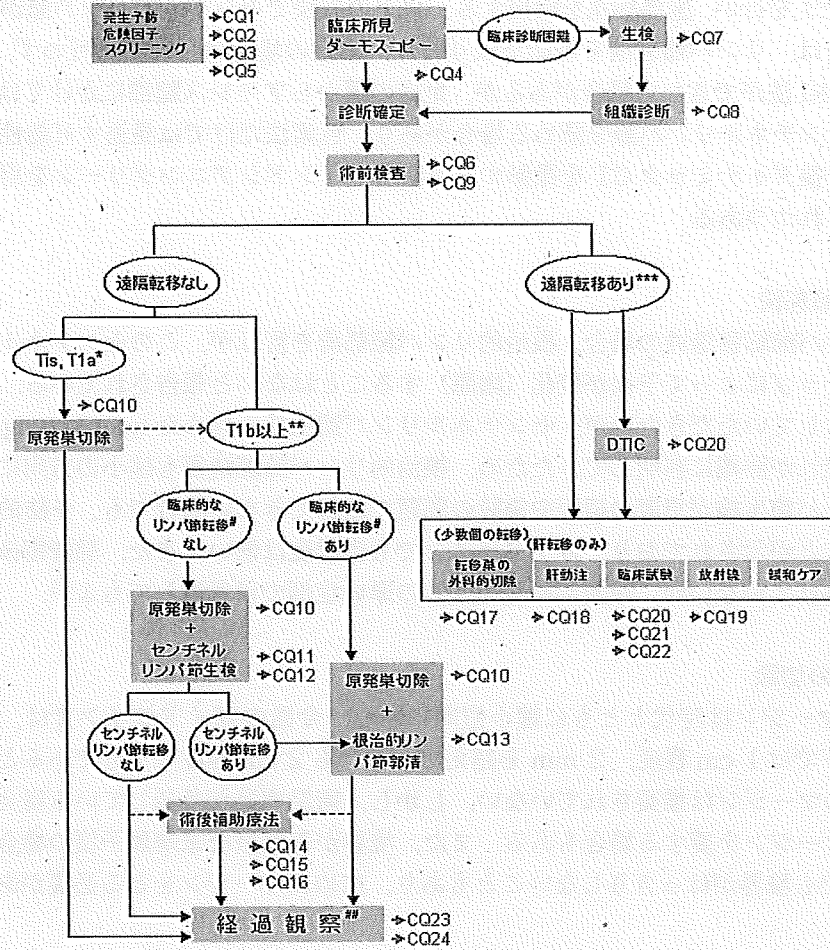 発生予防
危険因子
スクリーニング
➔CQ1
➔CQ2
➔CQ3
➔CQ5
臨床所見
ダーモスコピー
➔CQ4
臨床診断困難
生検
➔CQ7
診断確定
組織診断
➔CQ8
術前検査
➔CQ6
➔CQ9
遠隔転移なし
遠隔転移あり***
Tis, T1a*
➔CQ10
原発巣切除
T1b以上**
DTIC
➔CQ20
臨床的な
リンパ節転移#
なし
臨床的な
リンパ節転移#
あり
(少数個の転移)
(肝転移のみ)
転移巣の
外科的切除
肝動注
臨床試験
放射線
緩和ケア
➔CQ17
➔CQ18
➔CQ20
➔CQ21
➔CQ22
➔CQ19
原発巣切除
+
センチネル
リンパ節生検
➔CQ10
➔CQ11
➔CQ12
原発巣切除
+
根治的リン
パ節郭清
➔CQ10
➔CQ13
センチネル
リンパ節転移
なし
センチネル
リンパ節転移
あり
術後補助療法
➔CQ14
➔CQ15
➔CQ16
経過観察##
➔CQ23
➔CQ24